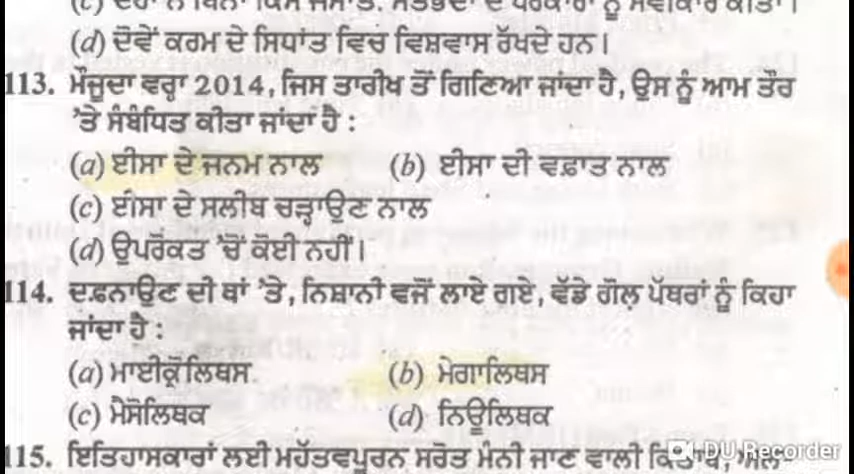 (d) ਦੋਵੇਂ ਕਰਮ ਦੇ ਸਿਧਾਂਤ ਵਿਚ ਵਿਸ਼ਵਾਸ ਰੱਖਦੇ ਹਨ।
113. ਮੌਜੂਦਾ ਵਰ੍ਹਾ 2014, ਜਿਸ ਤਾਰੀਖ ਤੋਂ ਗਿਣਿਆ ਜਾਂਦਾ ਹੈ, ਉਸ ਨੂੰ ਆਮ ਤੌਰ
’ਤੇ ਸੰਬੰਧਿਤ ਕੀਤਾ ਜਾਂਦਾ ਹੈ :
(a) ਈਸਾ ਦੇ ਜਨਮ ਨਾਲ (b) ਈਸਾ ਦੀ ਵਫ਼ਾਤ ਨਾਲ
(c) ਈਸਾ ਦੇ ਸਲੀਬ ਚੜ੍ਹਾਉਣ ਨਾਲ
(d) ਉਪਰੋਕਤ ’ਚੋਂ ਕੋਈ ਨਹੀਂ।
114. ਦਫ਼ਨਾਉਣ ਦੀ ਥਾਂ ’ਤੇ, ਨਿਸ਼ਾਨੀ ਵਜੋਂ ਲਾਏ ਗਏ, ਵੱਡੇ ਗੋਲ ਪੱਥਰਾਂ ਨੂੰ ਕਿਹਾ
ਜਾਂਦਾ ਹੈ :
(a) ਮਾਈਕ੍ਰੋਲਿਥਸ (b) ਮੇਗਾਲਿਥਸ
(c) ਮੈਸੋਲਿਥਕ (d) ਨਿਊਲਿਥਕ
115. ਇਤਿਹਾਸਕਾਰਾਂ ਲਈ ਮਹੱਤਵਪੂਰਨ ਸਰੋਤ ਮੰਨੀ ਜਾਣ ਵਾਲੀ
DU Recorder